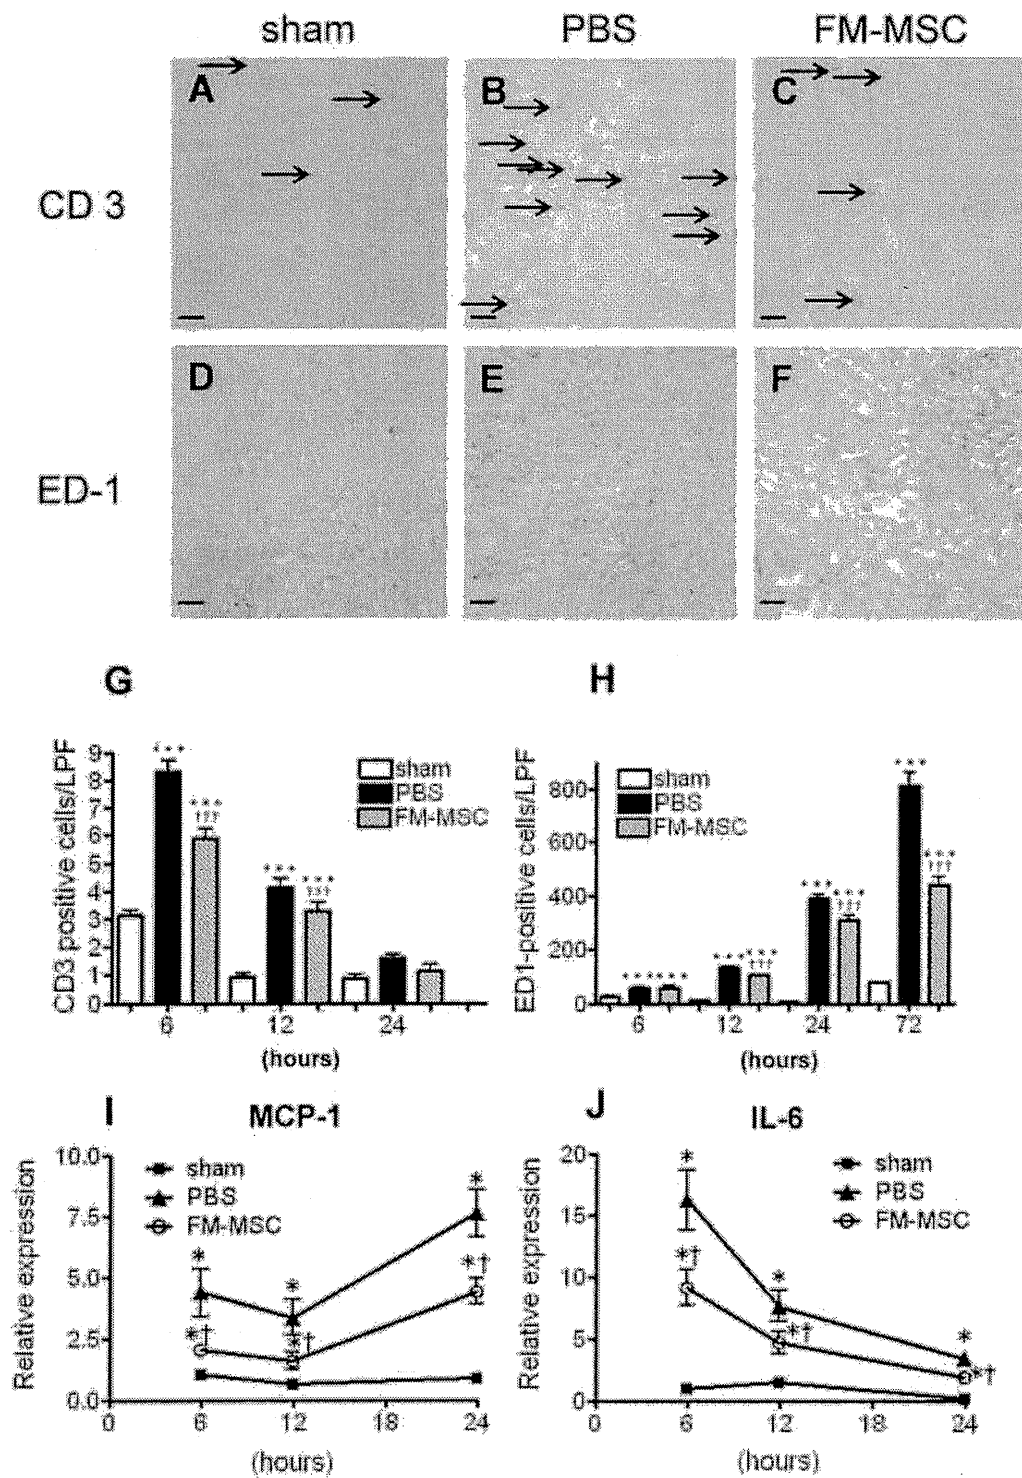 sham PBS FM-MSC
A B C
CD 3
D E F
ED-1
G H
CD3 positive cells/LPF
9
8
7
6
5
4
3
2
1
0
***
***
†††
***
***
†††
sham
PBS
FM-MSC
6 12 24
(hours)
ED1-positive cells/LPF
800
600
400
200
0
sham
PBS
FM-MSC
*** ***
*** ***
†††
*** ***
†††
***
***
†††
6 12 24 72
(hours)
I MCP-1
Relative expression
10.0
7.5
5.0
2.5
0.0
sham
PBS
FM-MSC
* * *
*† *† *†
0 6 12 18 24
(hours)
J IL-6
Relative expression
20
15
10
5
0
sham
PBS
FM-MSC
* * *
*† *† *†
0 6 12 18 24
(hours)